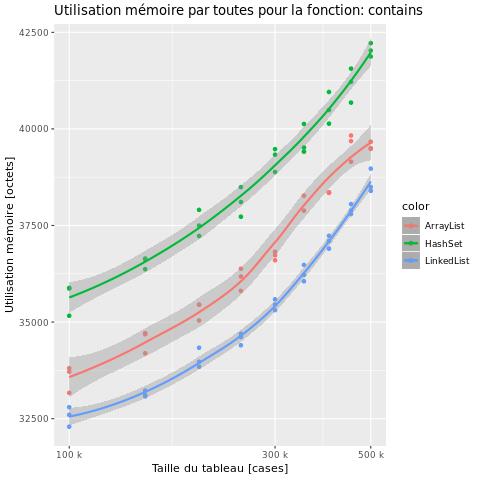 Utilisation mémoire par toutes pour la fonction: contains
42500
40000
37500
35000
32500
Utilisation mémoire [octets]
100 k
300 k
500 k
Taille du tableau [cases]
color
ArrayList
HashSet
LinkedList